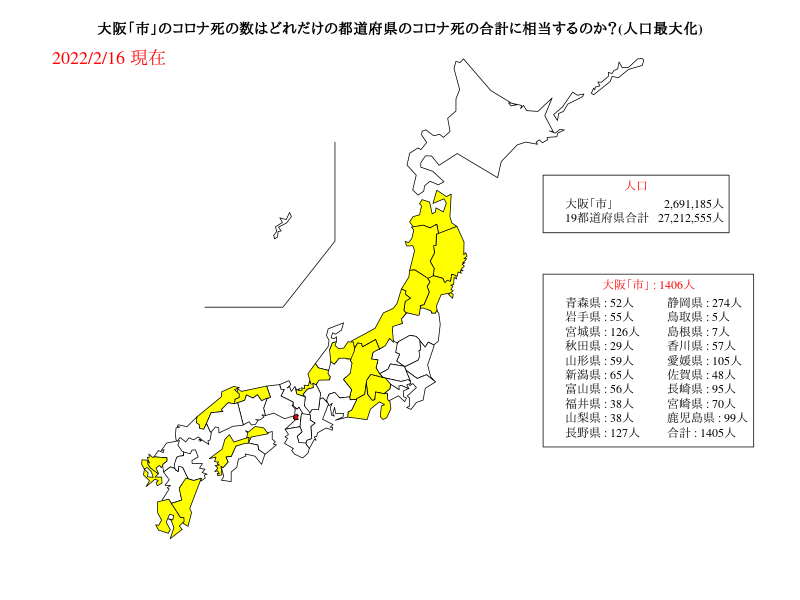 大阪「市」のコロナ死の数はどれだけの都道府県のコロナ死の合計に相当するのか?(人口最大化)
2022/2/16 現在
人口
大阪「市」 2,691,185人
19都道府県合計 27,212,555人
大阪「市」: 1406人
青森県 : 52人 静岡県 : 274人
岩手県 : 55人 鳥取県 : 5人
宮城県 : 126人 島根県 : 7人
秋田県 : 29人 香川県 : 57人
山形県 : 59人 愛媛県 : 105人
新潟県 : 65人 佐賀県 : 48人
富山県 : 56人 長崎県 : 95人
福井県 : 38人 宮崎県 : 70人
山梨県 : 38人 鹿児島県 : 99人
長野県 : 127人 合計 : 1405人